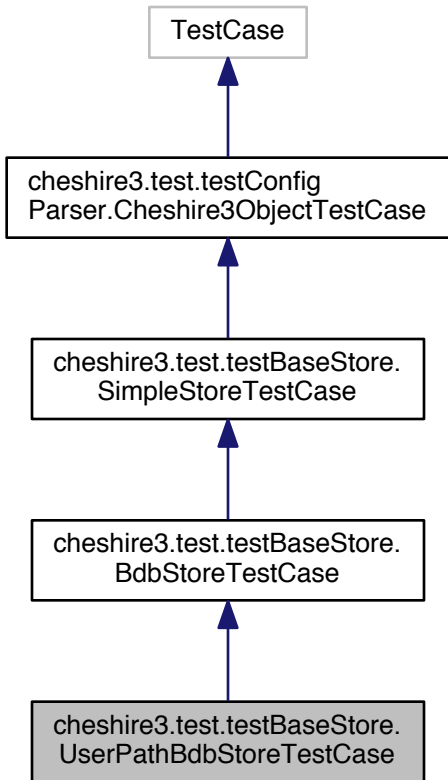 TestCase
cheshire3.test.testConfig
Parser.Cheshire3ObjectTestCase
cheshire3.test.testBaseStore.
SimpleStoreTestCase
cheshire3.test.testBaseStore.
BdbStoreTestCase
cheshire3.test.testBaseStore.
UserPathBdbStoreTestCase